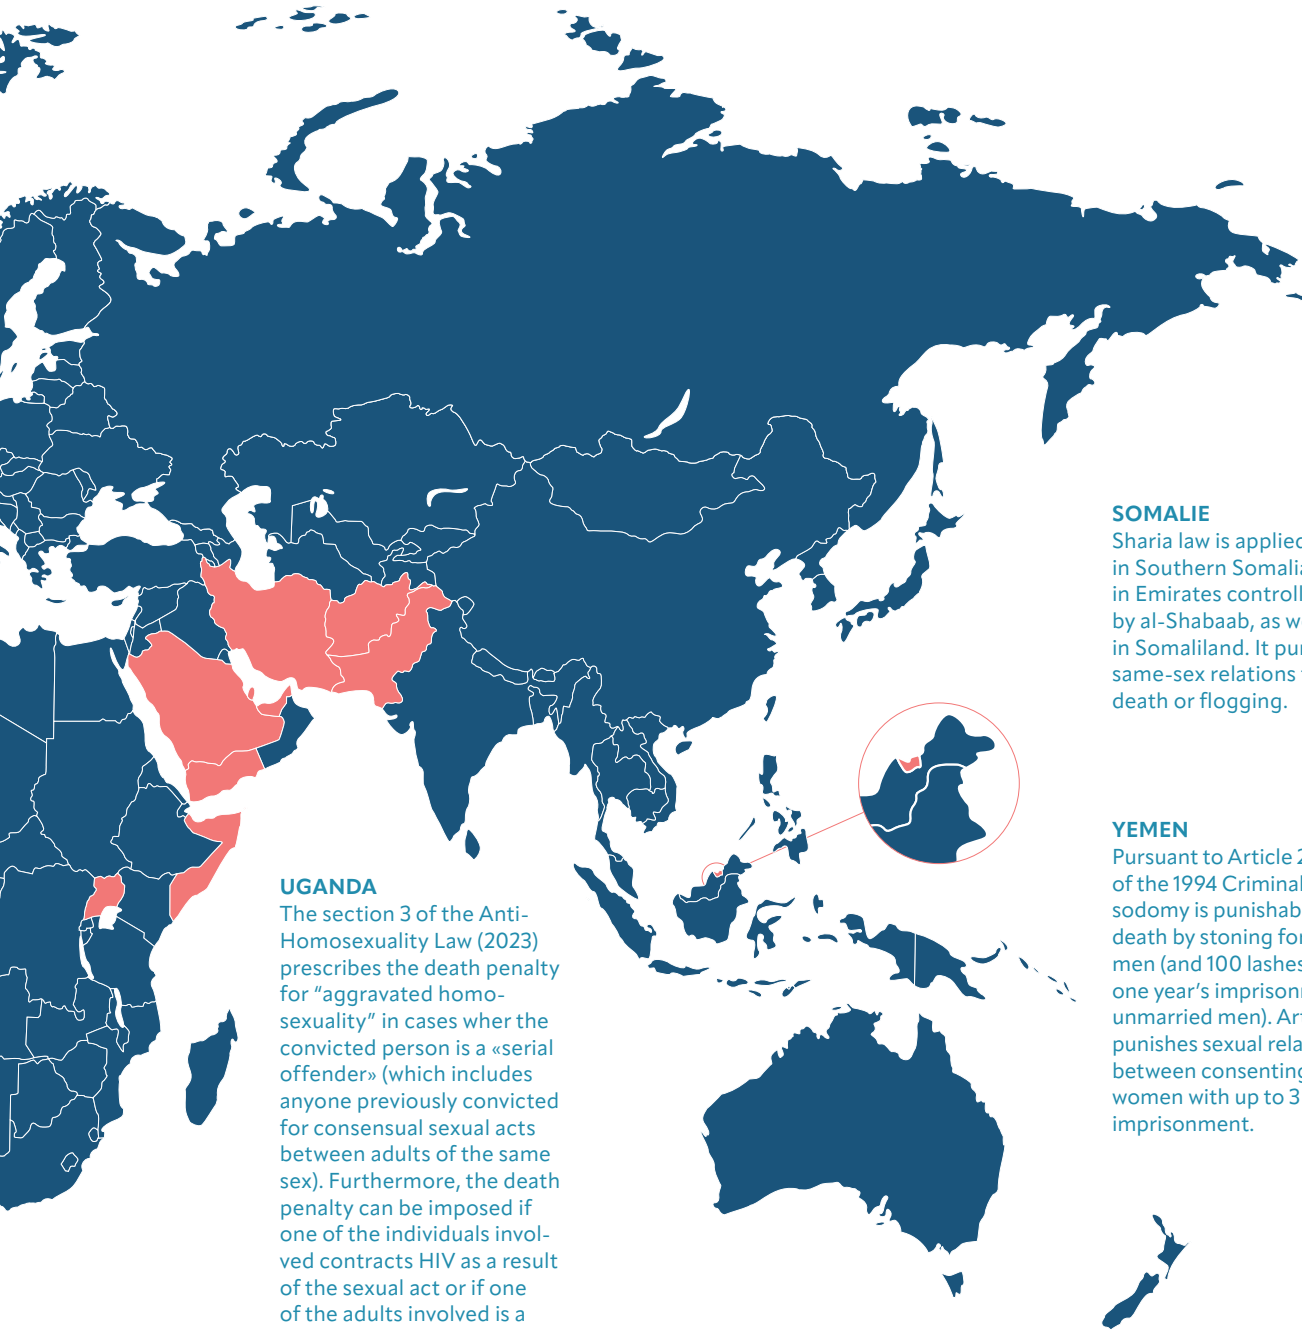 UGANDA
The section 3 of the Anti-
Homosexuality Law (2023)
prescribes the death penalty
for “aggravated homo-
sexuality” in cases wher the
convicted person is a «serial
offender» (which includes
anyone previously convicted
for consensual sexual acts
between adults of the same
sex). Furthermore, the death
penalty can be imposed if
one of the individuals invol-
ved contracts HIV as a result
of the sexual act or if one
of the adults involved is a
SOMALIE
Sharia law is applied
in Southern Somalia
in Emirates controll
by al-Shabaab, as w
in Somaliland. It pu
same-sex relations
death or flogging.
YEMEN
Pursuant to Article 2
of the 1994 Criminal
sodomy is punishab
death by stoning for
men (and 100 lashes
one year’s imprison
unmarried men). Ar
punishes sexual rela
between consenting
women with up to 3
imprisonment.